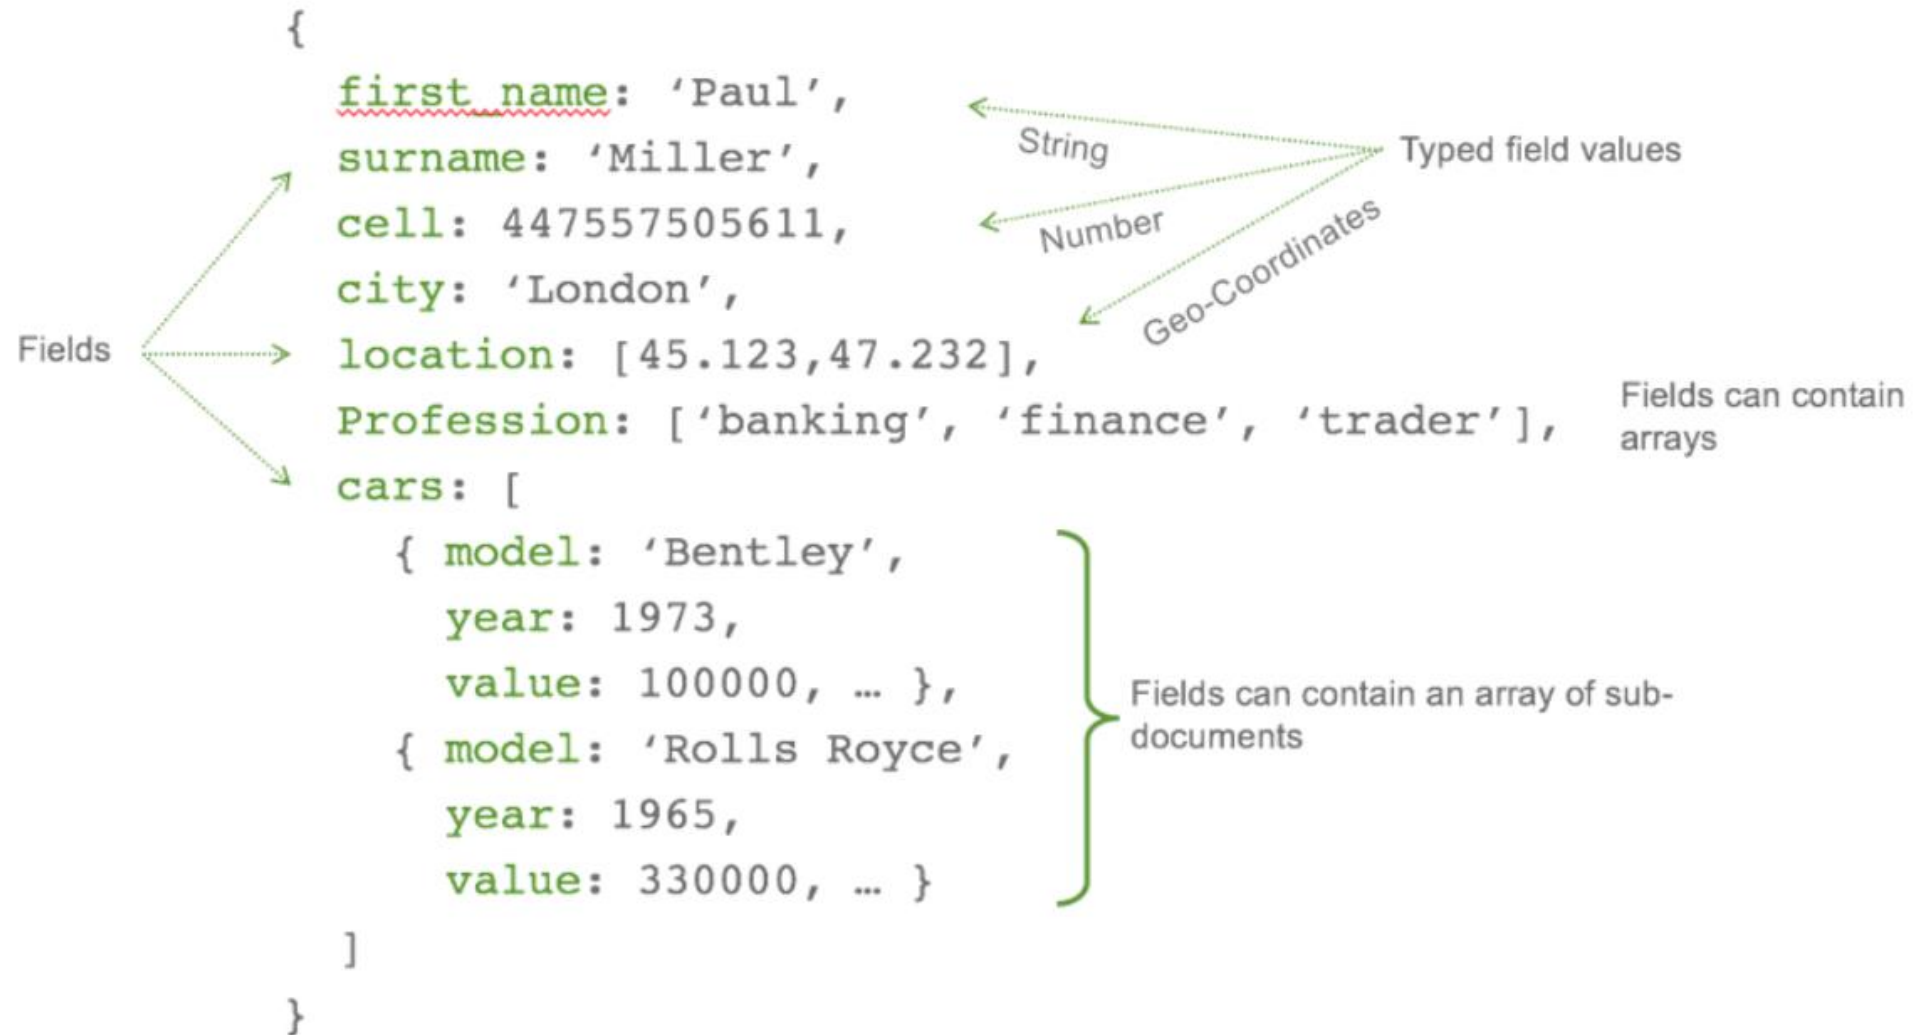 {
first_name: ‘Paul’,
surname: ‘Miller’,
cell: 447557505611,
city: ‘London’,
location: [45.123,47.232],
Profession: [‘banking’, ‘finance’, ‘trader’],
cars: [
{ model: ‘Bentley’,
year: 1973,
value: 100000, … },
{ model: ‘Rolls Royce’,
year: 1965,
value: 330000, … }
]
}
Fields
String
Number
Geo-Coordinates
Typed field values
Fields can contain
arrays
Fields can contain an array of sub-
documents